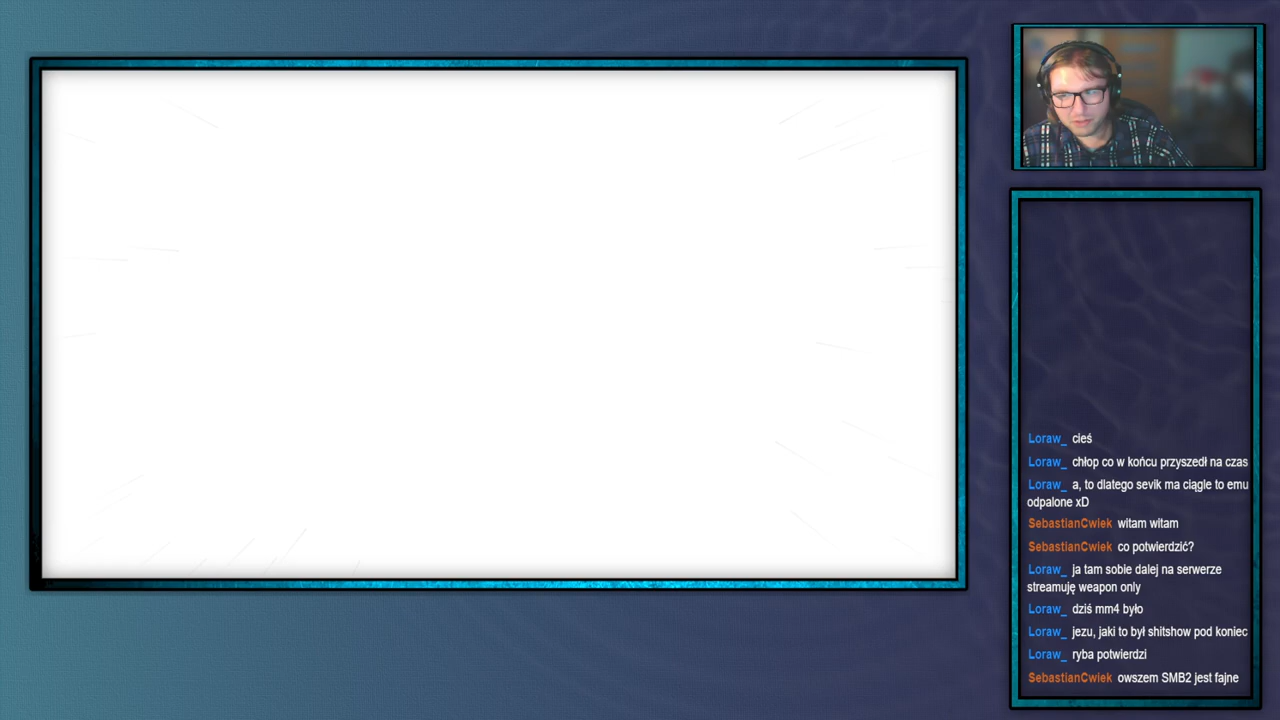 Loraw_ cieś
Loraw_ chłop co w końcu przyszedł na czas
Loraw_ a, to dlatego sevik ma ciągle to emu
odpalone xD
SebastianCwiek witam witam
SebastianCwiek co potwierdzić?
Loraw_ ja tam sobie dalej na serwerze
streamuję weapon only
Loraw_ dziś mm4 było
Loraw_ jezu, jaki to był shitshow pod koniec
Loraw_ ryba potwierdzi
SebastianCwiek owszem SMB2 jest fajne